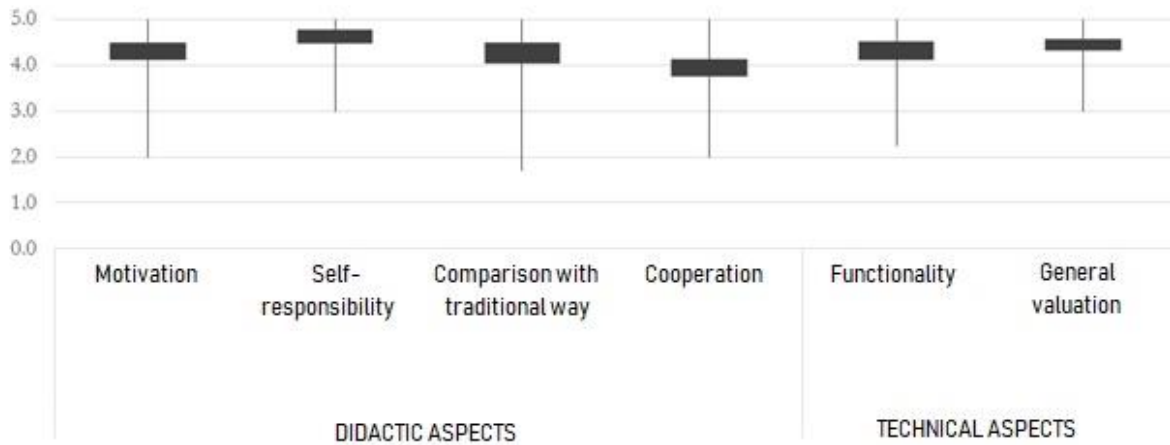 5.0
4.0
3.0
2.0
1.0
0.0
Motivation
Self-
responsibility
Comparison with
traditional way
Cooperation
Functionality
General
valuation
DIDACTIC ASPECTS
TECHNICAL ASPECTS